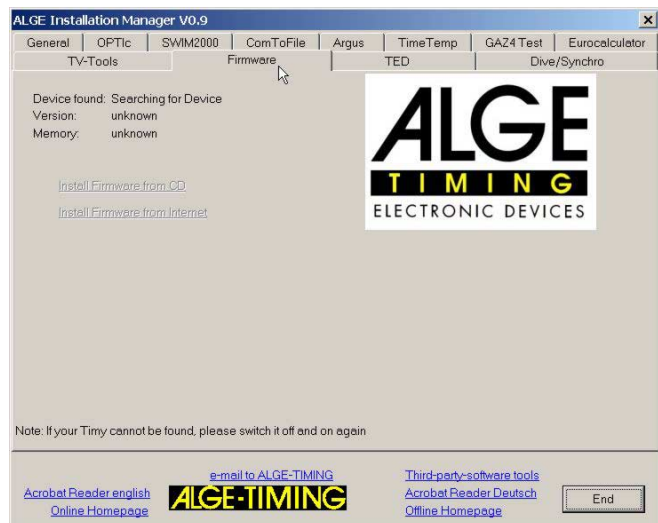 ALGE Installation Manager V0.9
General OPTIc SWIM2000 ComToFile Argus TimeTemp GAZ4 Test Eurocalculator
TV-Tools Firmware TED Dive/Synchro
Device found: Searching for Device
Version: unknown
Memory: unknown
Install Firmware from CD
Install Firmware from Internet
ALGE
TIMING
ELECTRONIC DEVICES
Note: If your Timy cannot be found, please switch it off and on again
e-mail to ALGE-TIMING Third-party-software tools
Acrobat Reader english ALGE-TIMING Acrobat Reader Deutsch End
Online Homepage Offline Homepage